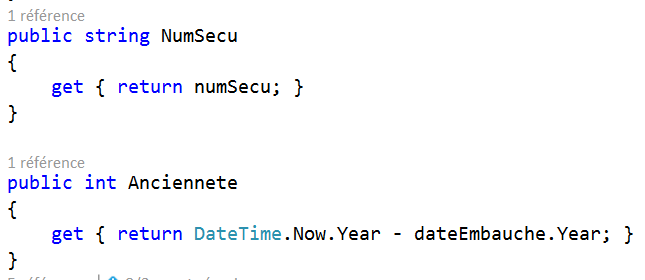 1 référence
public string NumSecu
{
get { return numSecu; }
}
1 référence
public int Anciennete
{
get { return DateTime.Now.Year - dateEmbauche.Year; }
}